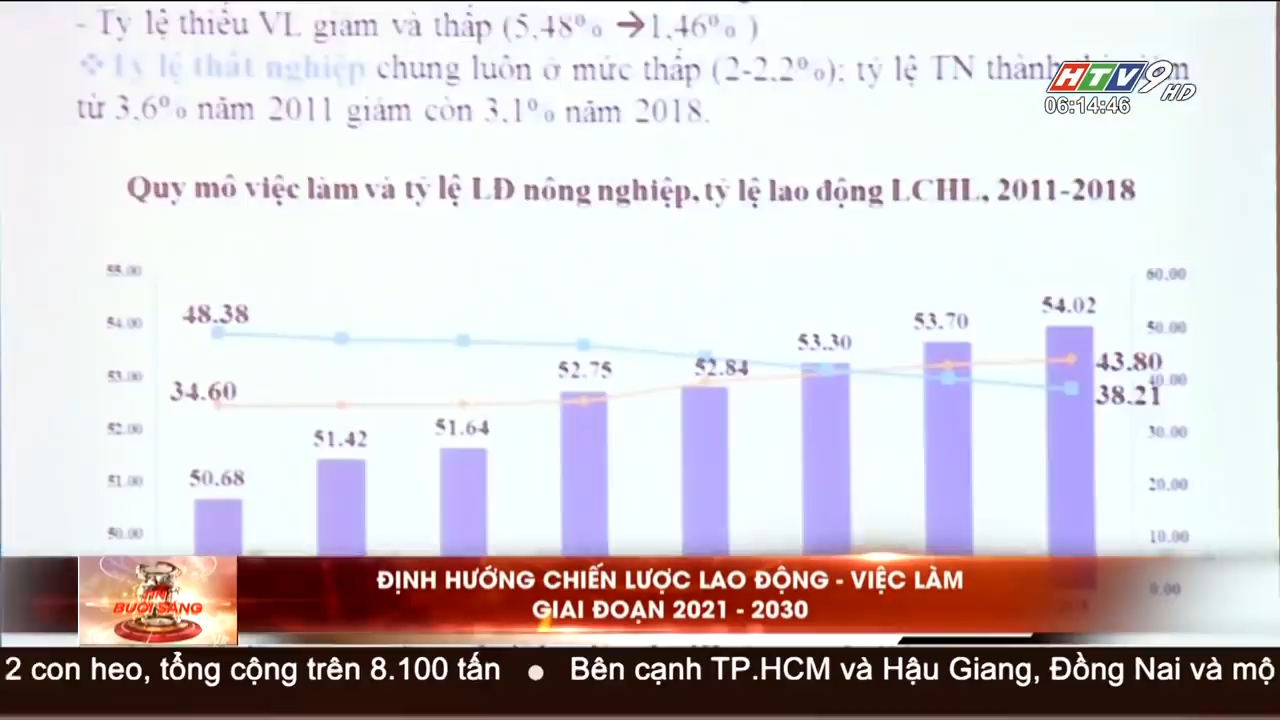 - Tỷ lệ thiếu VL giảm và thấp (5,48% →1,46% )
❖Tỷ lệ thất nghiệp chung luôn ở mức thấp (2-2,2%); tỷ lệ TN thành
từ 3,6% năm 2011 giảm còn 3,1% năm 2018.
HTV9 HD
06:14:46
Quy mô việc làm và tỷ lệ LĐ nông nghiệp, tỷ lệ lao động LCHL, 2011-2018
55.00
54.00
53.00
52.00
51.00
50.00
48.38
34.60
50.68
51.42
51.64
52.75
52.84
53.30
53.70
54.02
43.80
38.21
60.00
50.00
40.00
30.00
20.00
10.00
0.00
TIN
BUỔI SÁNG
ĐỊNH HƯỚNG CHIẾN LƯỢC LAO ĐỘNG - VIỆC LÀM
GIAI ĐOẠN 2021 - 2030
2 con heo, tổng cộng trên 8.100 tấn ● Bên cạnh TP.HCM và Hậu Giang, Đồng Nai và mộ